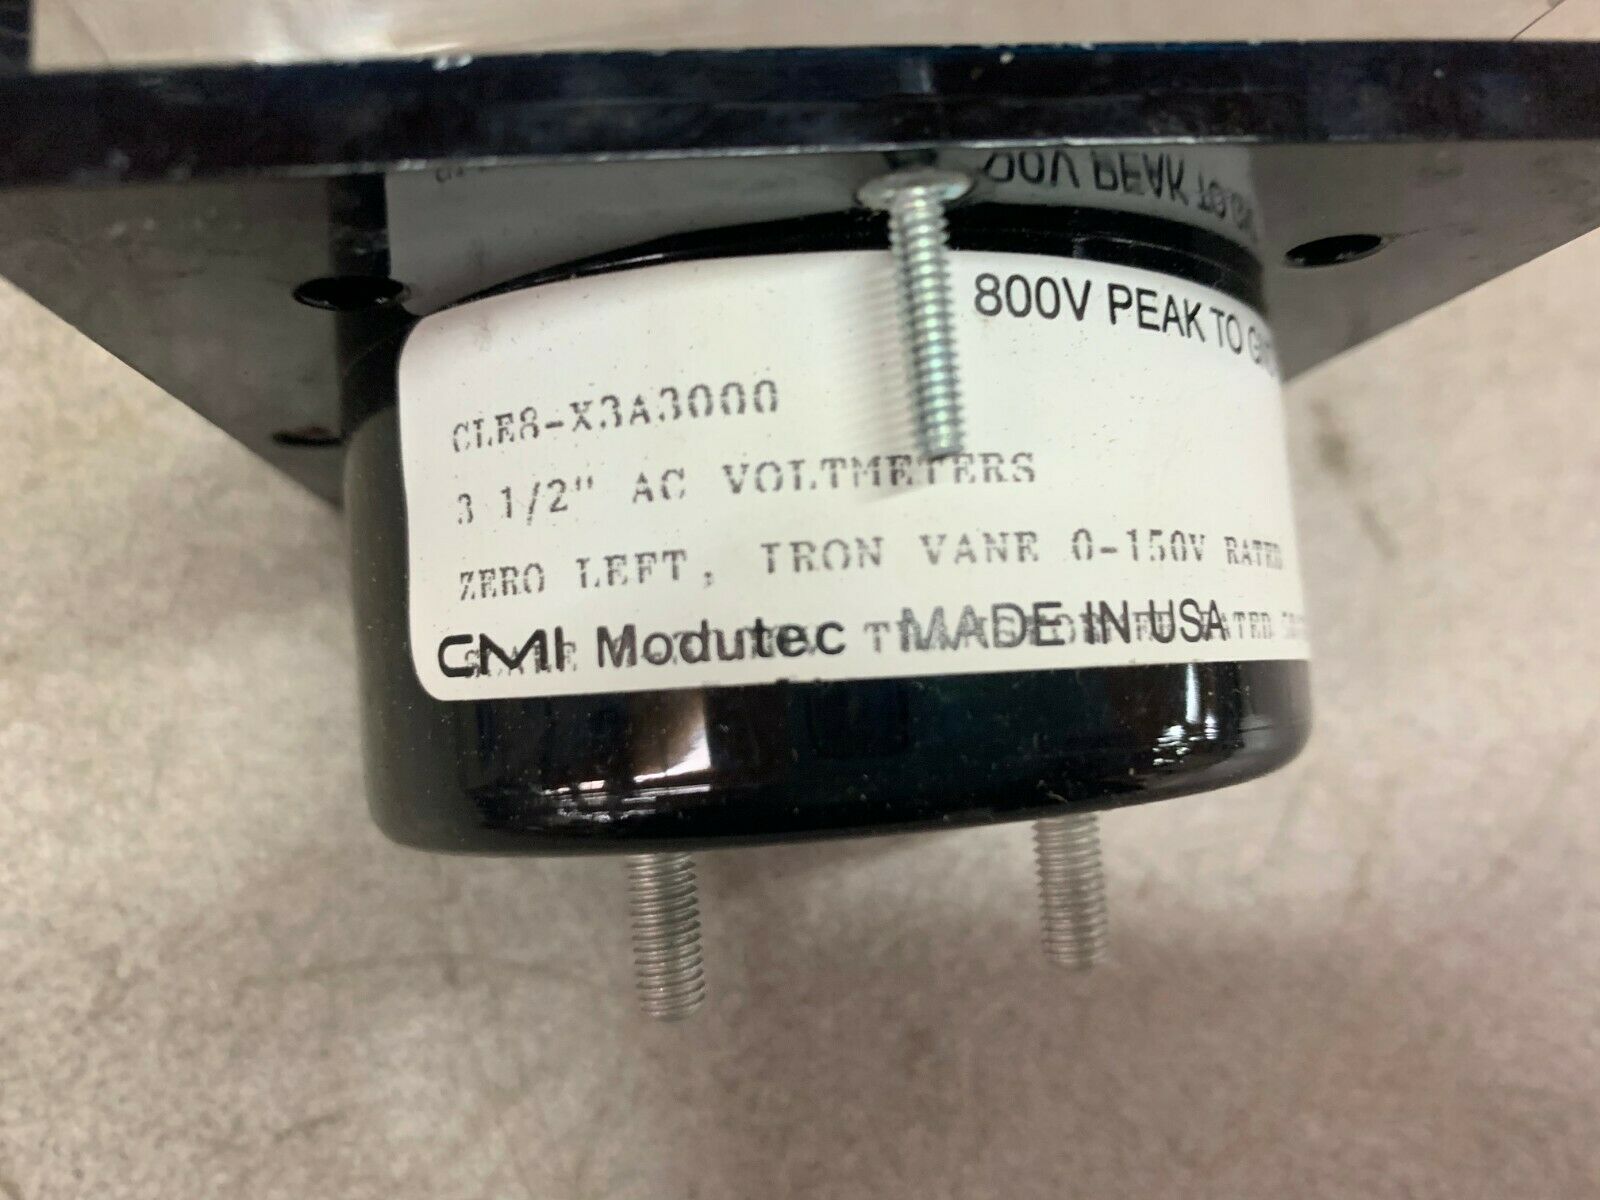 800V PEAK TO
CLE8-X3A3000
3 1/2" AC VOLTMETERS
ZERO LEFT, IRON VANE 0-150V RATED
CMI Modutec MADE IN USA
SCALE